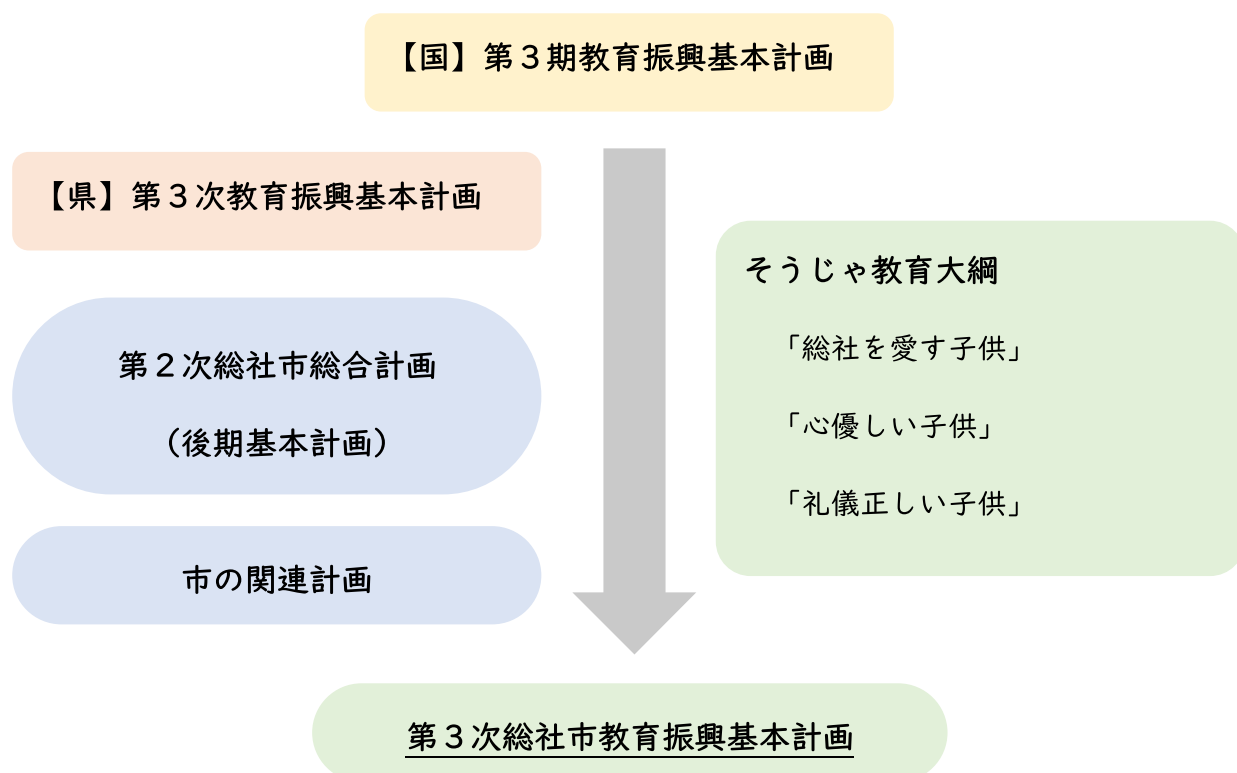 【国】第３期教育振興基本計画
【県】第３次教育振興基本計画
第２次総社市総合計画
（後期基本計画）
市の関連計画
そうじゃ教育大綱
「総社を愛す子供」
「心優しい子供」
「礼儀正しい子供」
第３次総社市教育振興基本計画